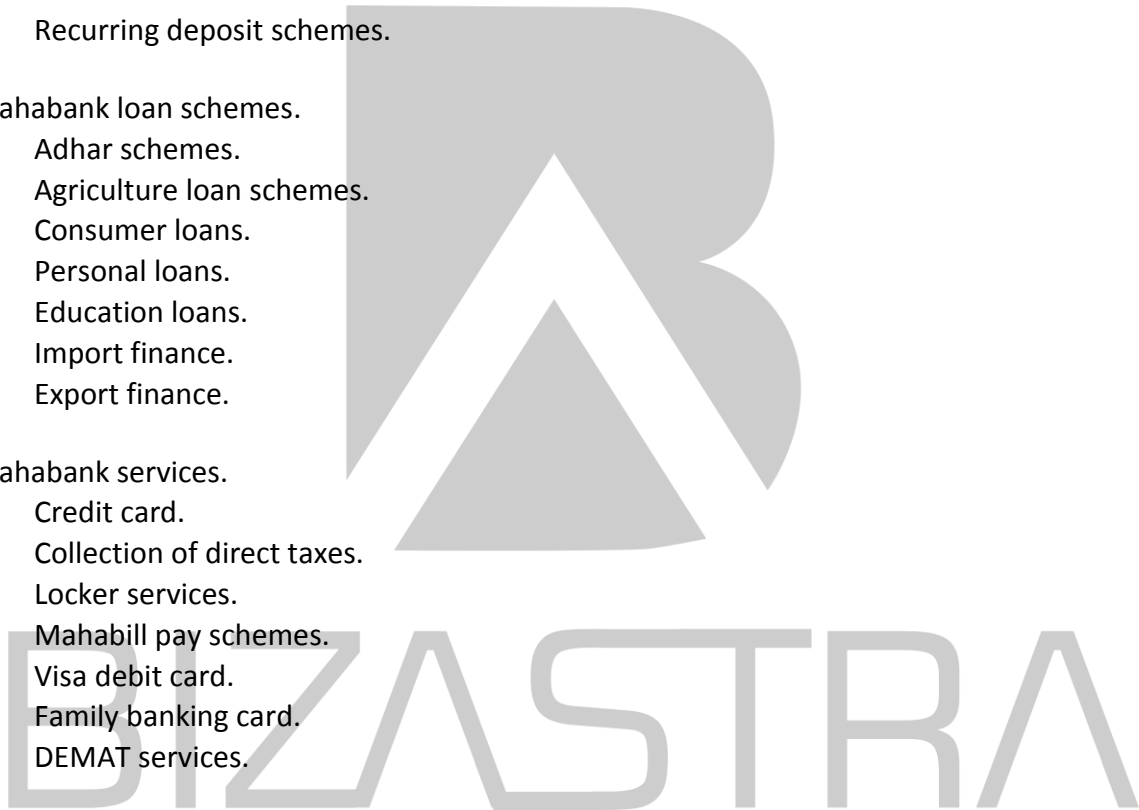 Recurring deposit schemes.
ahabank loan schemes.
Adhar schemes.
Agriculture loan schemes.
Consumer loans.
Personal loans.
Education loans.
Import finance.
Export finance.
ahabank services.
Credit card.
Collection of direct taxes.
Locker services.
Mahabill pay schemes.
Visa debit card.
Family banking card.
DEMAT services.
BIZASTRA